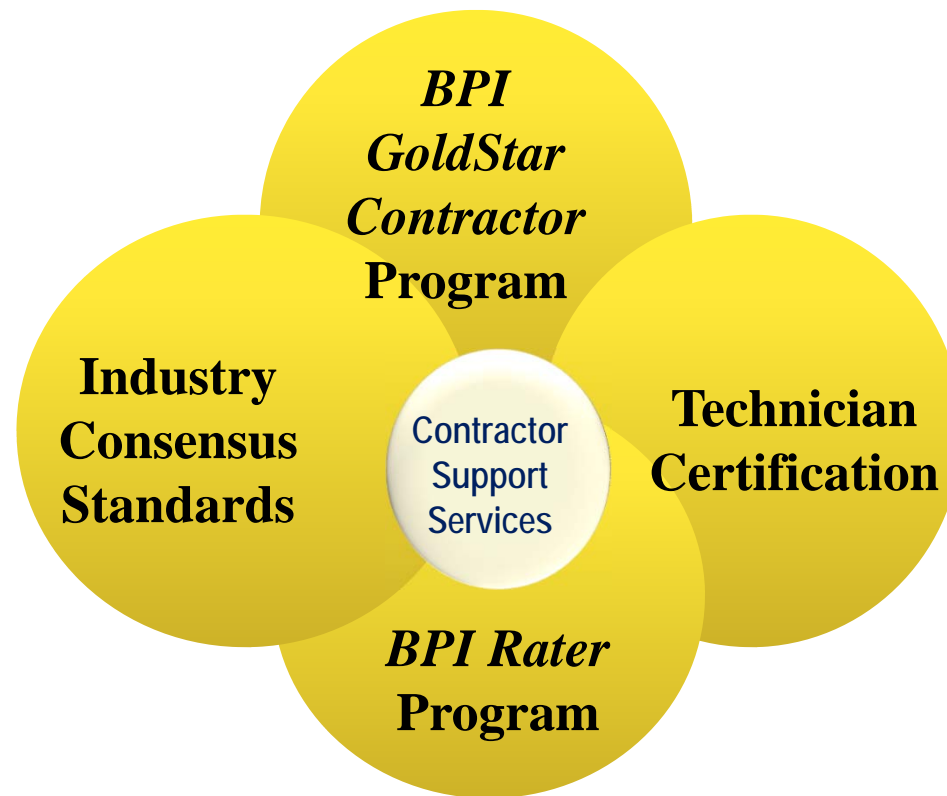 BPI
GoldStar
Contractor
Program
Industry
Consensus
Standards
Contractor
Support
Services
Technician
Certification
BPI Rater
Program